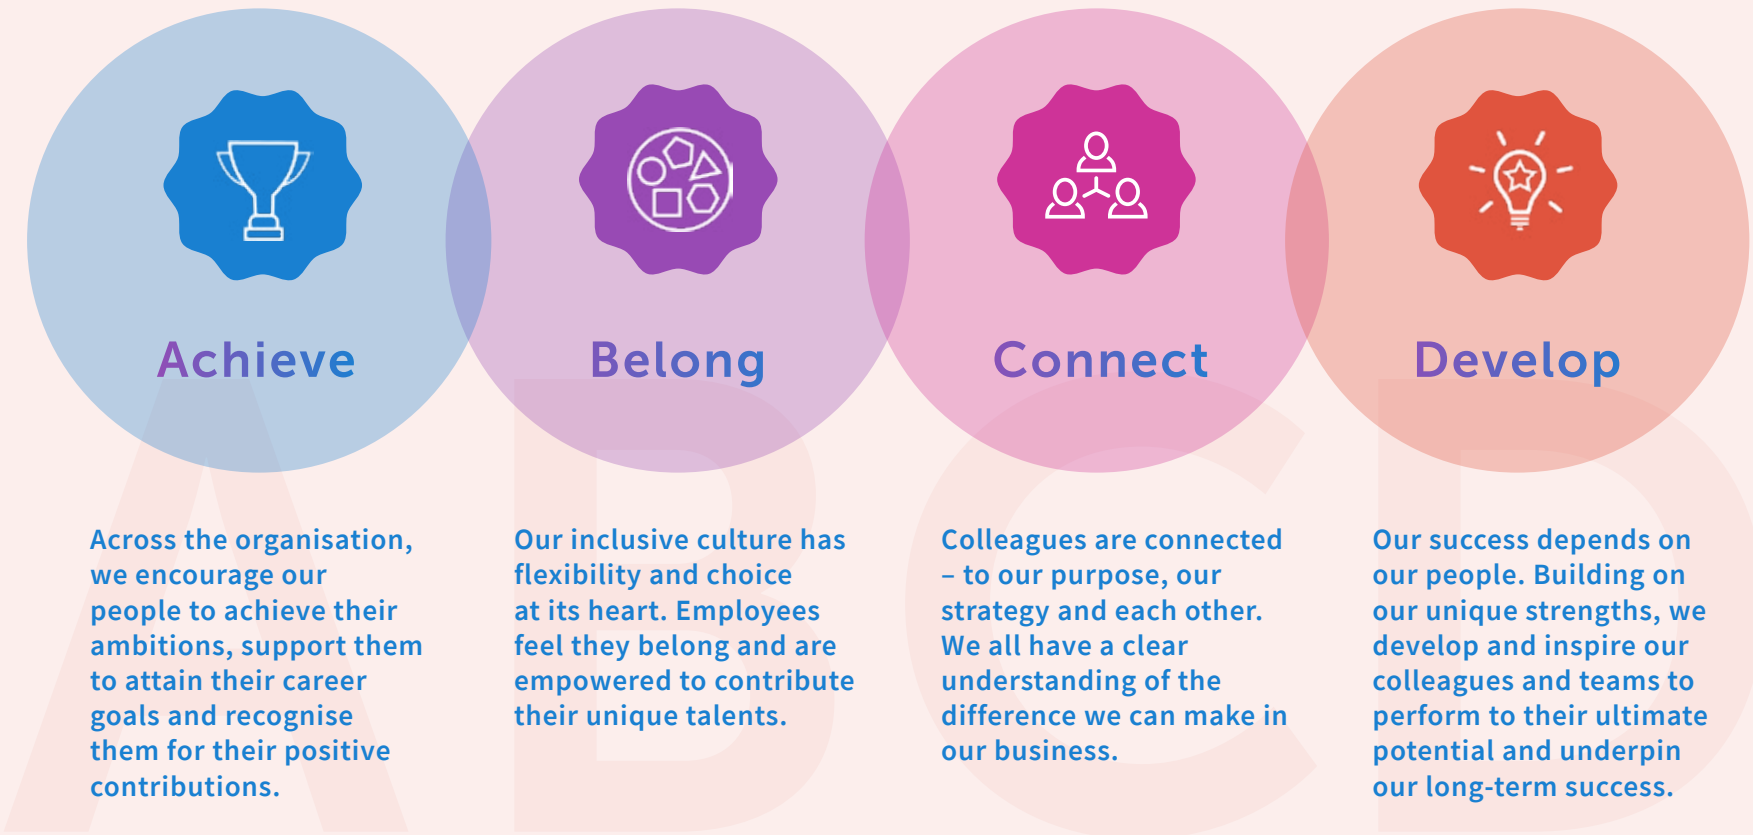 Achieve
Across the organisation,
we encourage our
people to achieve their
ambitions, support them
to attain their career
goals and recognise
them for their positive
contributions.
Belong
Our inclusive culture has
flexibility and choice
at its heart. Employees
feel they belong and are
empowered to contribute
their unique talents.
Connect
Colleagues are connected
– to our purpose, our
strategy and each other.
We all have a clear
understanding of the
difference we can make in
our business.
Develop
Our success depends on
our people. Building on
our unique strengths, we
develop and inspire our
colleagues and teams to
perform to their ultimate
potential and underpin
our long-term success.
A B C D